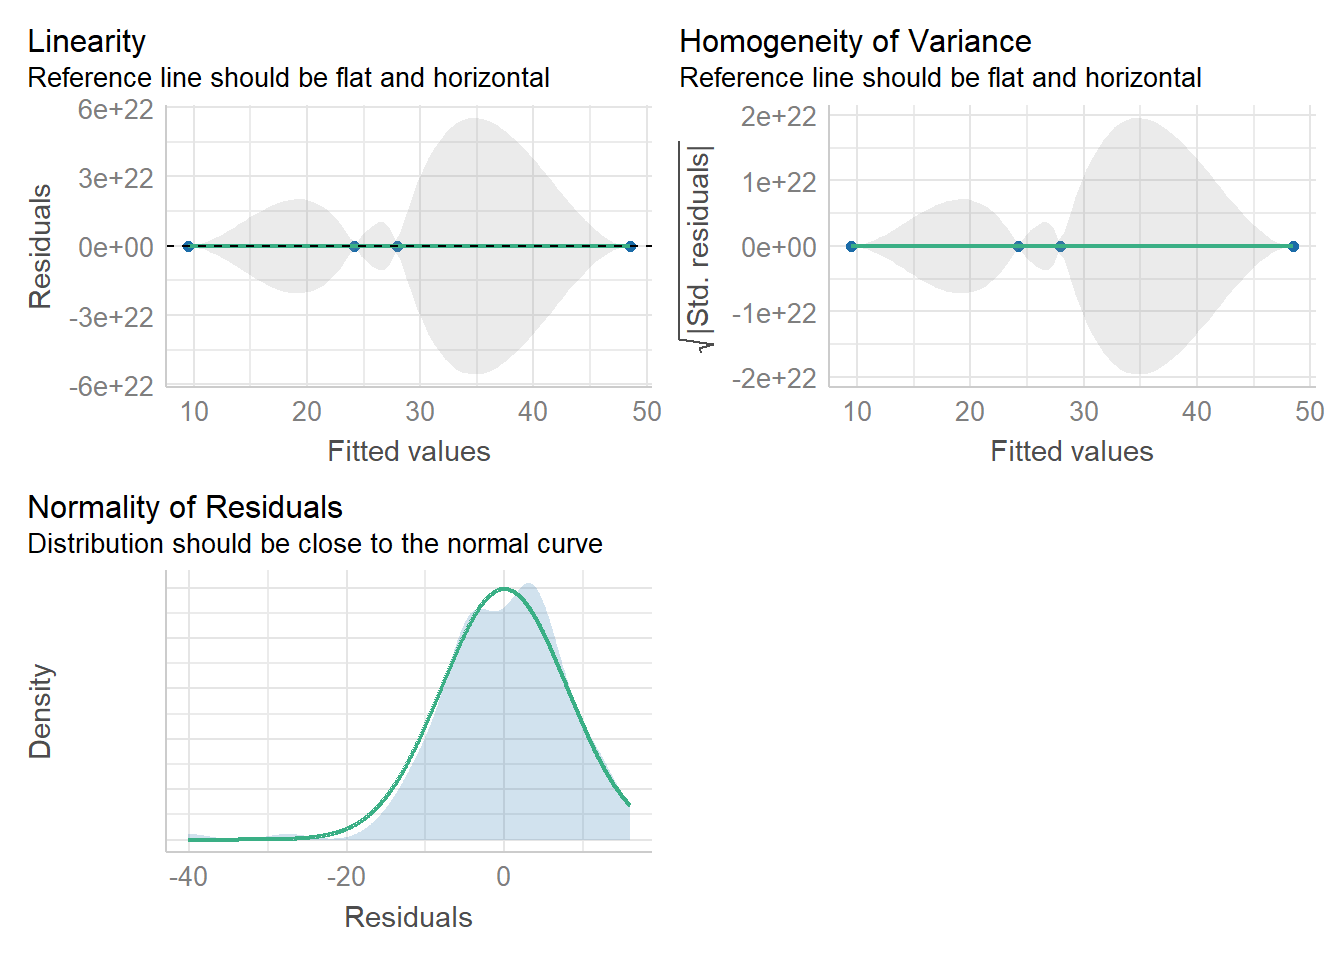 Linearity
Reference line should be flat and horizontal
6e+22
3e+22
0e+00
-3e+22
-6e+22
Residuals
10 20 30 40 50
Fitted values
Homogeneity of Variance
Reference line should be flat and horizontal
2e+22
1e+22
0e+00
-1e+22
-2e+22
√|Std. residuals|
10 20 30 40 50
Fitted values
Normality of Residuals
Distribution should be close to the normal curve
Density
-40 -20 0
Residuals